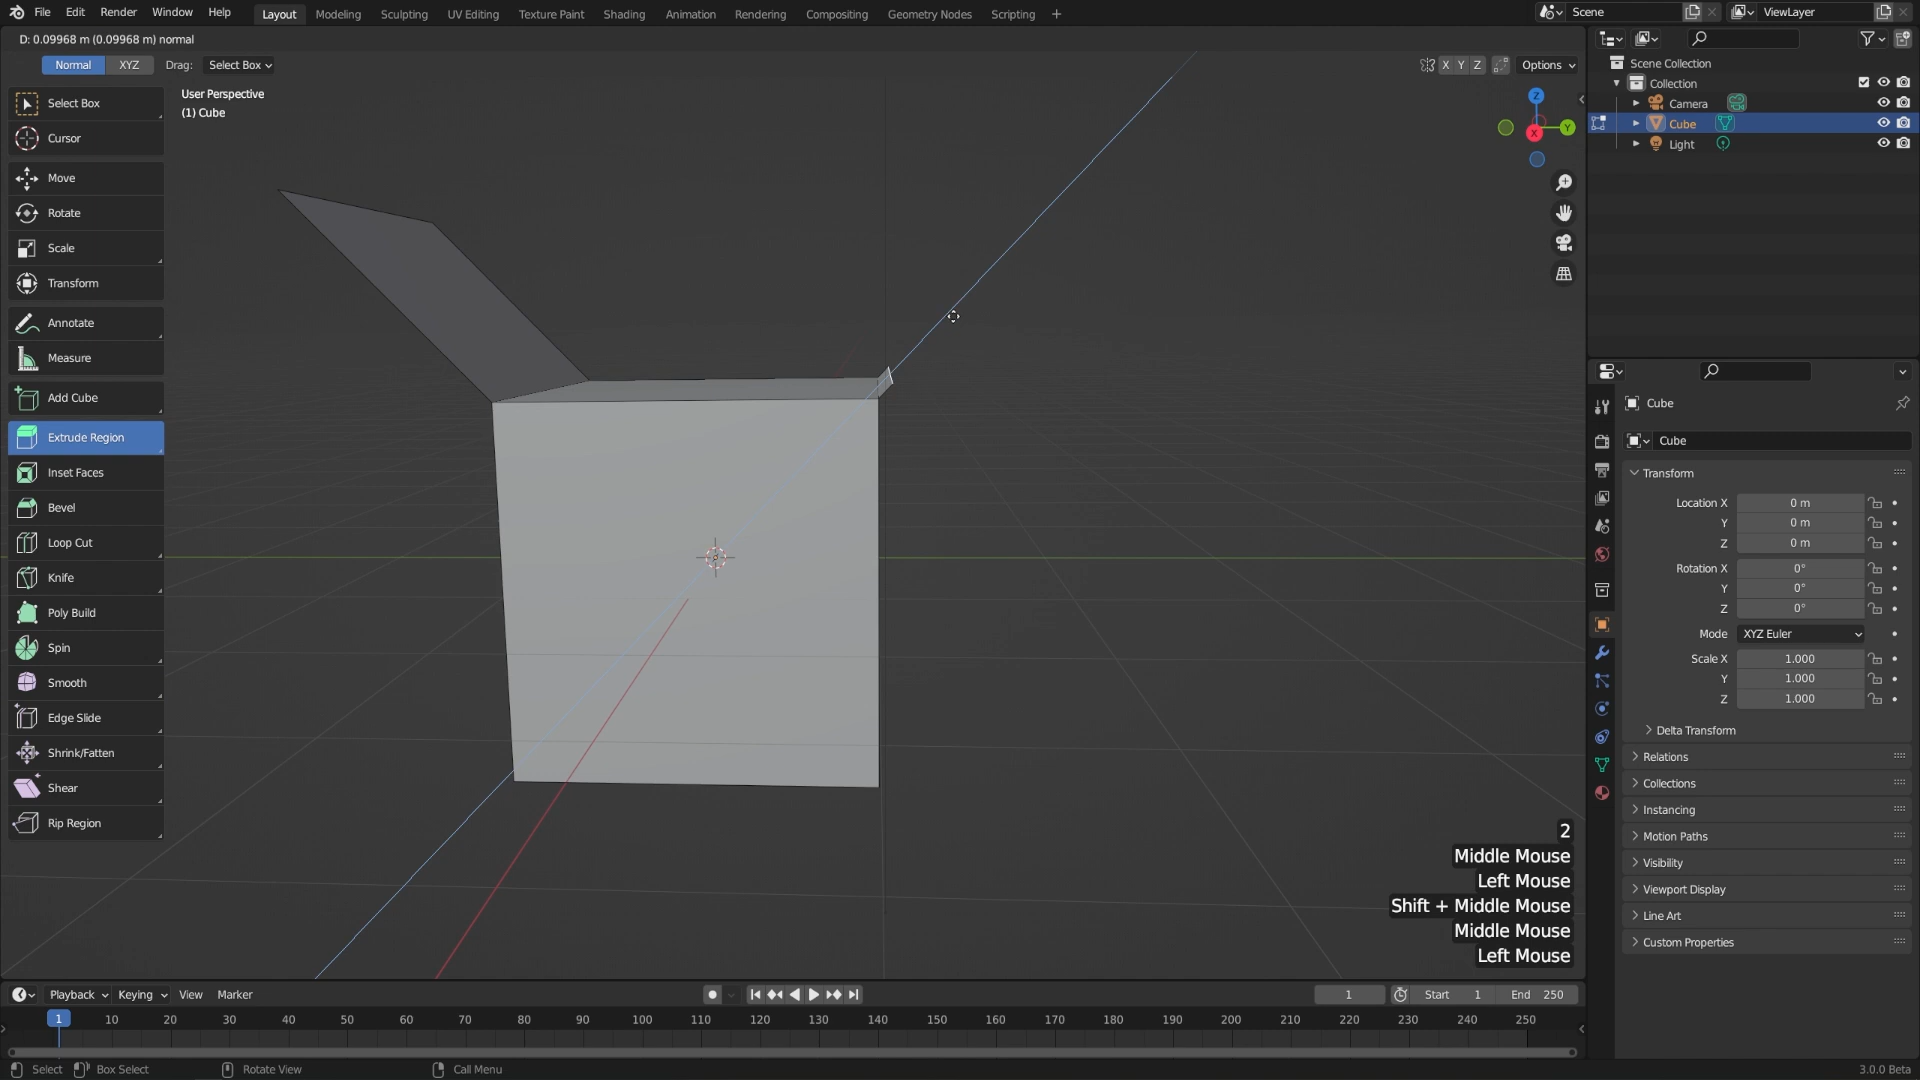 File Edit Render Window Help Layout Modeling Sculpting UV Editing Texture Paint Shading Animation Rendering Compositing Geometry Nodes Scripting + Scene ViewLayer
D: 0.09968 m (0.09968 m) normal
Normal XYZ Drag: Select Box X Y Z Options
User Perspective
(1) Cube
Select Box
Cursor
Move
Rotate
Scale
Transform
Annotate
Measure
Add Cube
Extrude Region
Inset Faces
Bevel
Loop Cut
Knife
Poly Build
Spin
Smooth
Edge Slide
Shrink/Fatten
Shear
Rip Region
Z
Y
X
2
Middle Mouse
Left Mouse
Shift + Middle Mouse
Middle Mouse
Left Mouse
Scene Collection
Collection
Camera
Cube
Light
Cube
Cube
Transform
Location X 0 m
Y 0 m
Z 0 m
Rotation X 0°
Y 0°
Z 0°
Mode XYZ Euler
Scale X 1.000
Y 1.000
Z 1.000
Delta Transform
Relations
Collections
Instancing
Motion Paths
Visibility
Viewport Display
Line Art
Custom Properties
Playback Keying View Marker 1 Start 1 End 250
1 10 20 30 40 50 60 70 80 90 100 110 120 130 140 150 160 170 180 190 200 210 220 230 240 250
Select Box Select Rotate View Call Menu 3.0.0 Beta